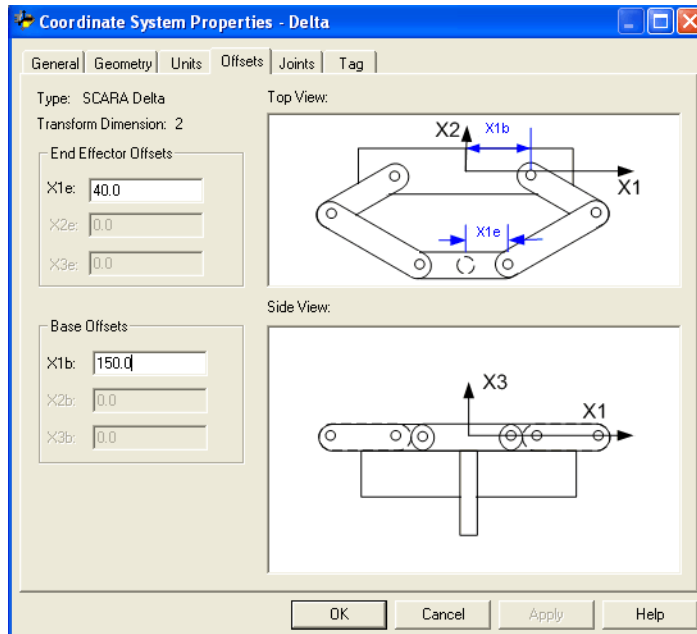 Coordinate System Properties - Delta
General Geometry Units Offsets Joints Tag
Type: SCARA Delta
Transform Dimension: 2
End Effector Offsets
X1e: 40.0
X2e: 0.0
X3e: 0.0
Base Offsets
X1b: 150.0
X2b: 0.0
X3b: 0.0
Top View:
X2
X1b
X1
X1e
Side View:
X3
X1
OK Cancel Apply Help